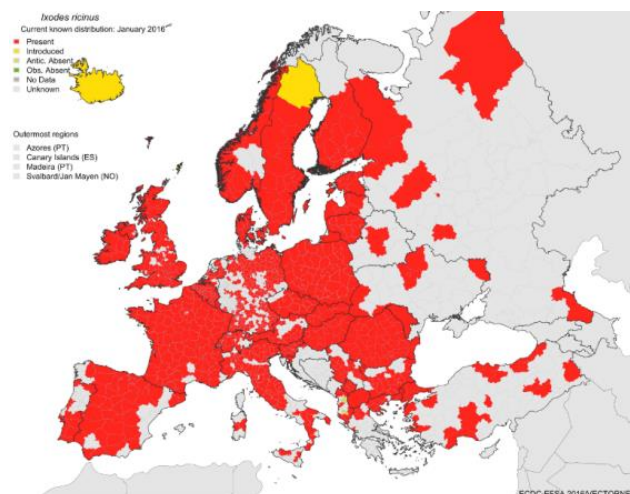 Ixodes ricinus
Current known distribution: January 2016
Present
Introduced
Antic. Absent
Obs. Absent
No Data
Unknown
Outermost regions
Azores (PT)
Canary Islands (ES)
Madeira (PT)
Svalbard/Jan Mayen (NO)